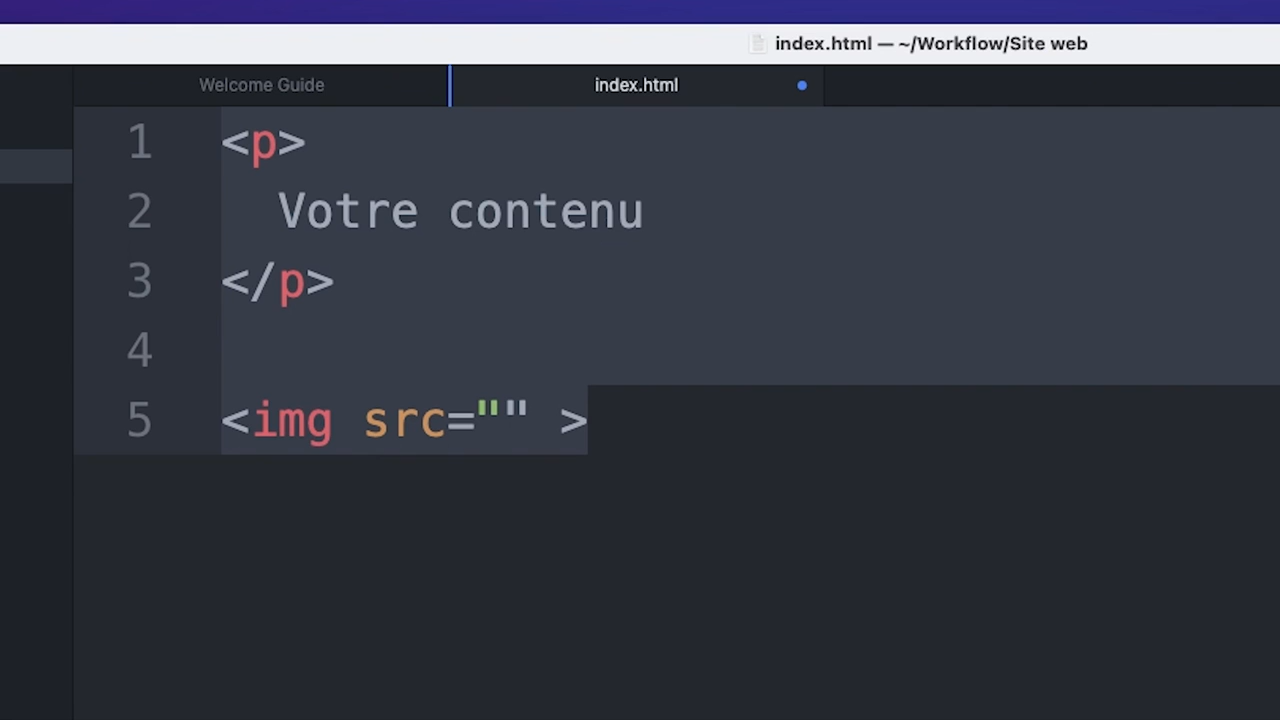 index.html — ~/Workflow/Site web
Welcome Guide
index.html
1 <p>
2 Votre contenu
3 </p>
4
5 <img src="" >